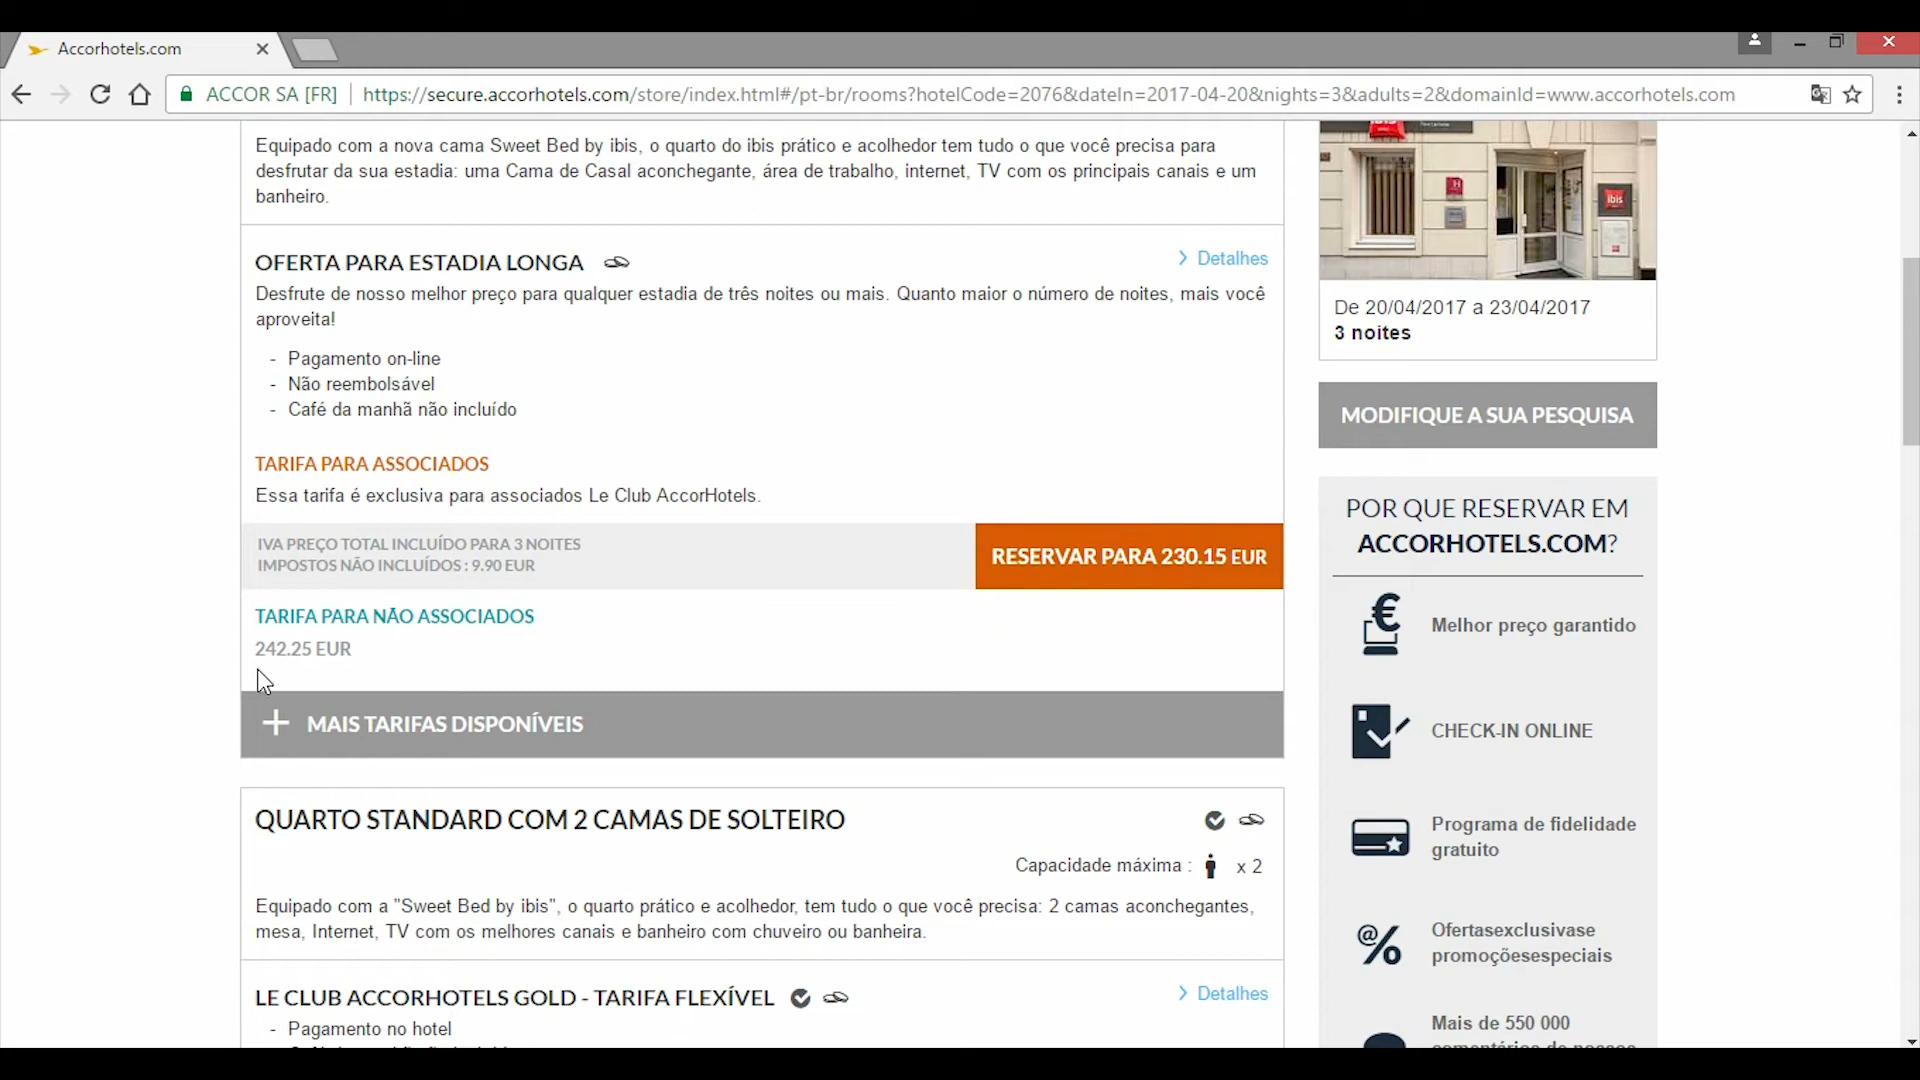 Accorhotels.com
ACCOR SA [FR]
https://secure.accorhotels.com/store/index.html#/pt-br/rooms?hotelCode=2076&dateIn=2017-04-20&nights=3&adults=2&domainId=www.accorhotels.com
Equipado com a nova cama Sweet Bed by ibis, o quarto do ibis prático e acolhedor tem tudo o que você precisa para
desfrutar da sua estadia: uma Cama de Casal aconchegante, área de trabalho, internet, TV com os principais canais e um
banheiro.
OFERTA PARA ESTADIA LONGA
Detalhes
Desfrute de nosso melhor preço para qualquer estadia de três noites ou mais. Quanto maior o número de noites, mais você
aproveita!
- Pagamento on-line
- Não reembolsável
- Café da manhã não incluído
TARIFA PARA ASSOCIADOS
Essa tarifa é exclusiva para associados Le Club AccorHotels.
IVA PREÇO TOTAL INCLUÍDO PARA 3 NOITES
IMPOSTOS NÃO INCLUÍDOS : 9.90 EUR
RESERVAR PARA 230.15 EUR
TARIFA PARA NÃO ASSOCIADOS
242.25 EUR
MAIS TARIFAS DISPONÍVEIS
QUARTO STANDARD COM 2 CAMAS DE SOLTEIRO
Capacidade máxima : x 2
Equipado com a "Sweet Bed by ibis", o quarto prático e acolhedor, tem tudo o que você precisa: 2 camas aconchegantes,
mesa, Internet, TV com os melhores canais e banheiro com chuveiro ou banheira.
LE CLUB ACCORHOTELS GOLD - TARIFA FLEXÍVEL
Detalhes
- Pagamento no hotel
ibis
De 20/04/2017 a 23/04/2017
3 noites
MODIFIQUE A SUA PESQUISA
POR QUE RESERVAR EM
ACCORHOTELS.COM?
Melhor preço garantido
CHECK-IN ONLINE
Programa de fidelidade
gratuito
Ofertasexclusivase
promoçõesespeciais
Mais de 550 000